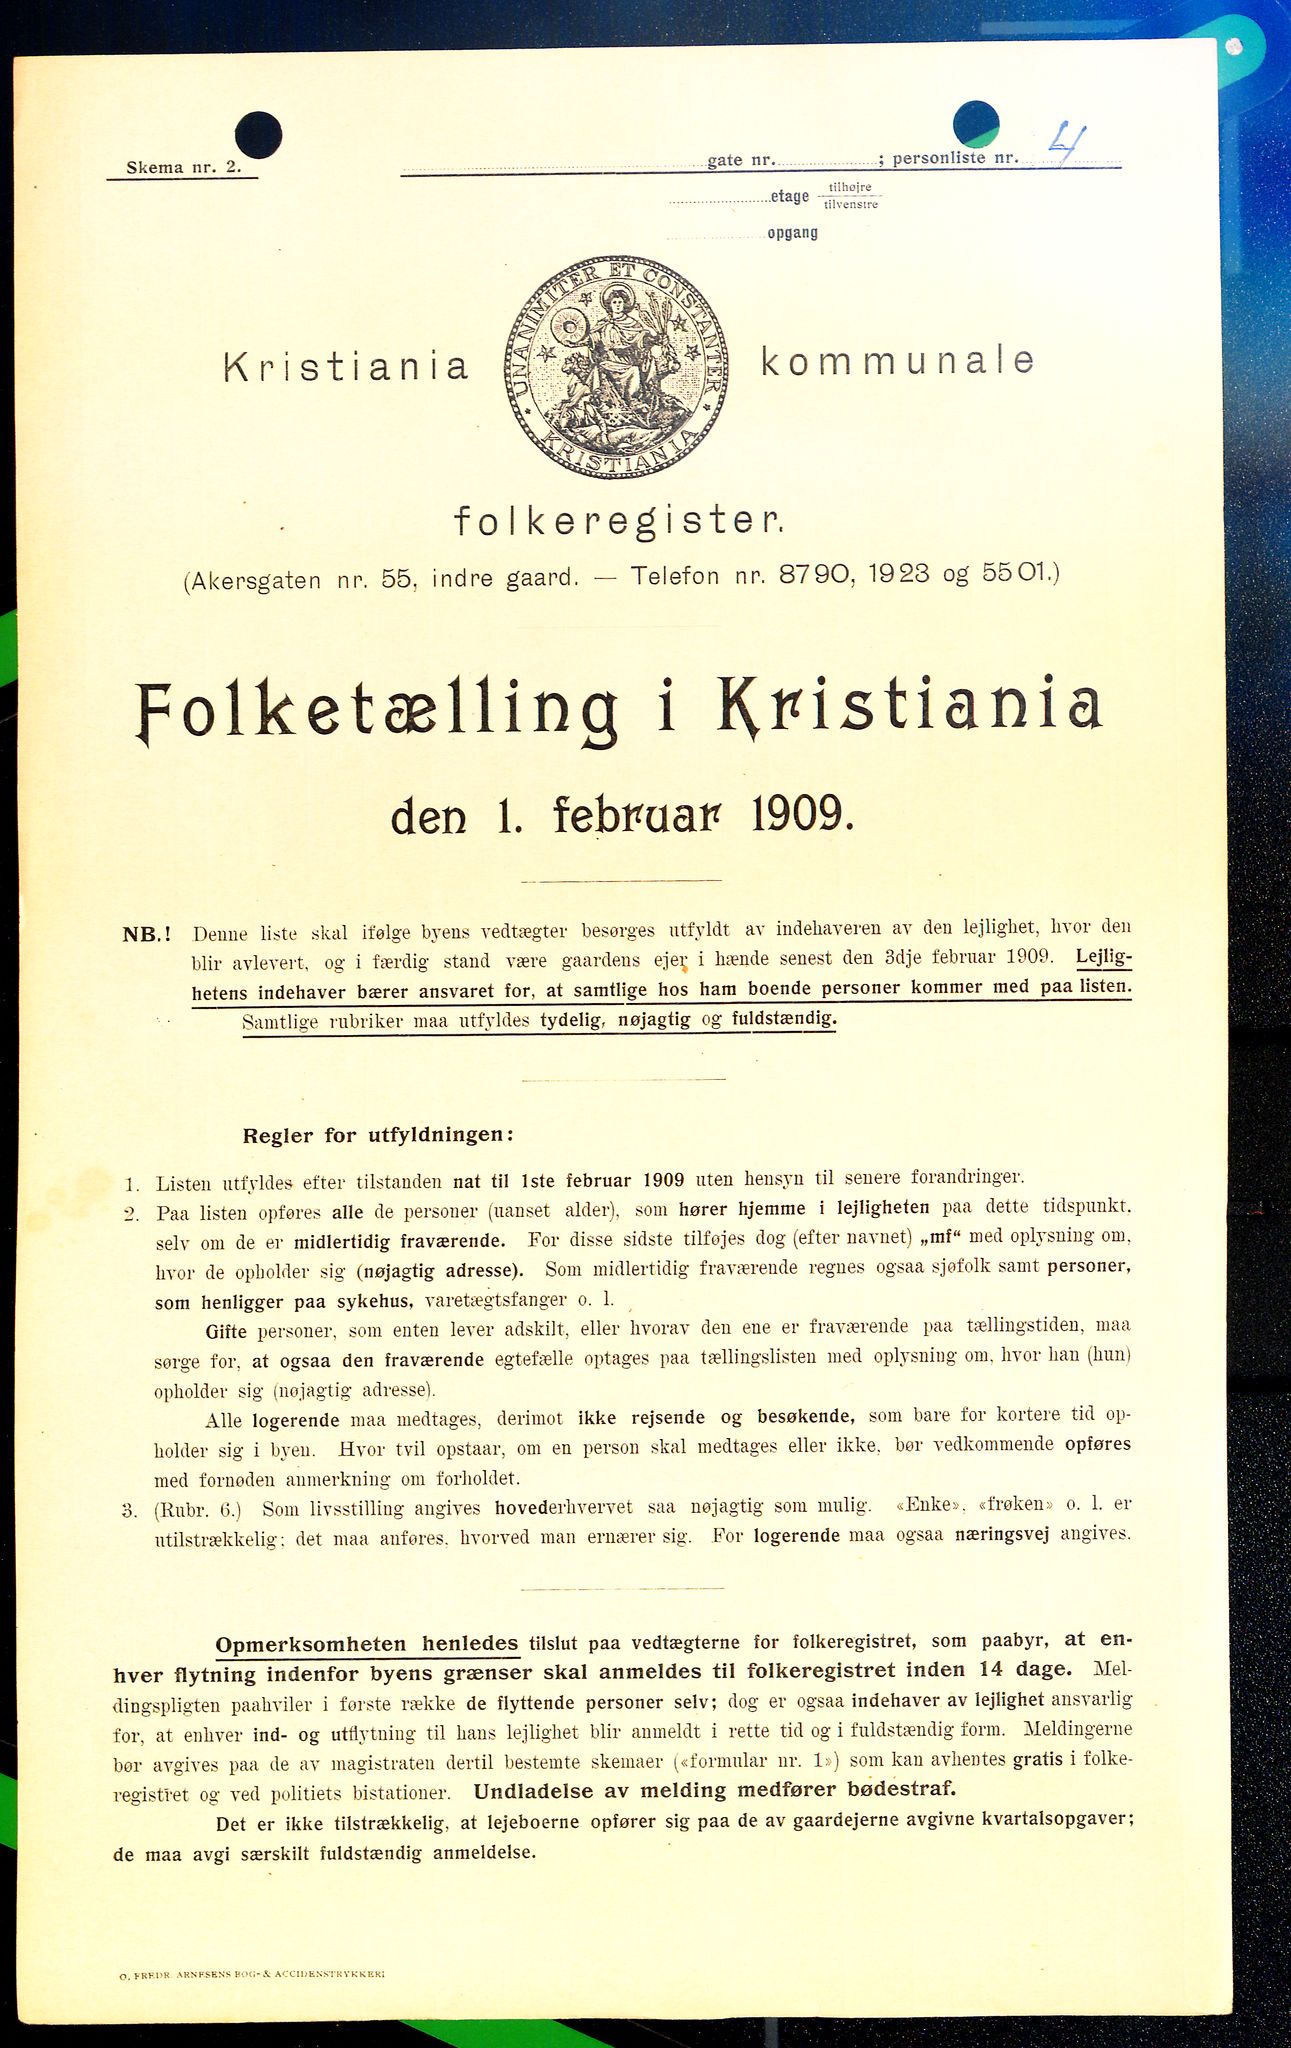 Skema nr. 2.
gate nr. ; personliste nr. 4
etage tilhøjre
tilvenstre
opgang
UNANIMITER ET CONSTANTER
KRISTIANIA
Kristiania kommunale
folkeregister.
(Akersgaten nr. 55, indre gaard. — Telefon nr. 8790, 1923 og 5501.)
Folketælling i Kristiania
den 1. februar 1909.
NB.! Denne liste skal ifølge byens vedtægter besørges utfyldt av indehaveren av den lejlighet, hvor den
blir avlevert, og i færdig stand være gaardens ejer i hænde senest den 3dje februar 1909. Lejlig-
hetens indehaver bærer ansvaret for, at samtlige hos ham boende personer kommer med paa listen.
Samtlige rubriker maa utfyldes tydelig, nøjagtig og fuldstændig.
Regler for utfyldningen:
1. Listen utfyldes efter tilstanden nat til 1ste februar 1909 uten hensyn til senere forandringer.
2. Paa listen opføres alle de personer (uanset alder), som hører hjemme i lejligheten paa dette tidspunkt,
selv om de er midlertidig fraværende. For disse sidste tilføjes dog (efter navnet) „mf“ med oplysning om,
hvor de opholder sig (nøjagtig adresse). Som midlertidig fraværende regnes ogsaa sjøfolk samt personer,
som henligger paa sykehus, varetægtsfanger o. l.
Gifte personer, som enten lever adskilt, eller hvorav den ene er fraværende paa tællingstiden, maa
sørge for, at ogsaa den fraværende egtefælle optages paa tællingslisten med oplysning om, hvor han (hun)
opholder sig (nøjagtig adresse).
Alle logerende maa medtages, derimot ikke rejsende og besøkende, som bare for kortere tid op-
holder sig i byen. Hvor tvil opstaar, om en person skal medtages eller ikke, bør vedkommende opføres
med fornøden anmerkning om forholdet.
3. (Rubr. 6.) Som livsstilling angives hovederhvervet saa nøjagtig som mulig. «Enke», «frøken» o. l. er
utilstrækkelig; det maa anføres, hvorved man ernærer sig. For logerende maa ogsaa næringsvej angives.
Opmerksomheten henledes tilslut paa vedtægterne for folkeregistret, som paabyr, at en-
hver flytning indenfor byens grænser skal anmeldes til folkeregistret inden 14 dage. Mel-
dingspligten paahviler i første række de flyttende personer selv; dog er ogsaa indehaver av lejlighet ansvarlig
for, at enhver ind- og utflytning til hans lejlighet blir anmeldt i rette tid og i fuldstændig form. Meldingerne
bør avgives paa de av magistraten dertil bestemte skemaer («formular nr. 1») som kan avhentes gratis i folke-
registret og ved politiets bistationer. Undladelse av melding medfører bødestraf.
Det er ikke tilstrækkelig, at lejeboerne opfører sig paa de av gaardejerne avgivne kvartalsopgaver;
de maa avgi særskilt fuldstændig anmeldelse.
O. FREDR. ARNESENS BOG- & ACCIDENSTRYKKERI